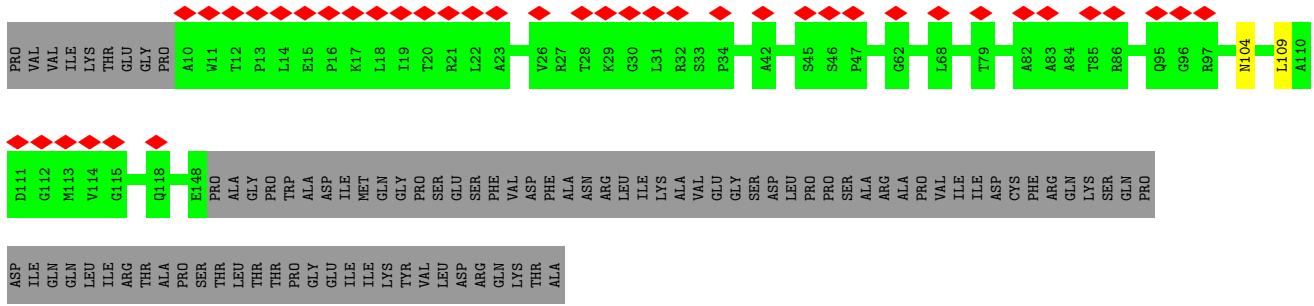 PRO VAL VAL ILE LYS THR GLU GLY PRO A10 W11 T12 P13 L14 E15 P16 K17 L18 I19 T20 R21 L22 A23 V26 R27 T28 K29 G30 L31 R32 S33 P34 A42 S45 S46 P47 G62 L68 T79 A82 A83 A84 T85 R86 Q95 G96 R97 N104 L109 A110
D111 G112 M113 V114 G115 Q118 E148 PRO ALA GLY PRO TRP ALA ASP ILE MET GLN GLY PRO SER GLU SER PHE VAL ASP PHE ALA ASN ARG LEU ILE LYS ALA VAL GLU GLY SER ASP LEU PRO PRO SER ALA ARG ALA PRO VAL ILE ILE ASP CYS PHE ARG GLN LYS SER GLN PRO
ASP ILE GLN GLN LEU ILE ARG THR ALA PRO SER THR LEU THR THR PRO GLY GLU ILE ILE LYS TYR VAL LEU ASP ARG GLN LYS THR ALA